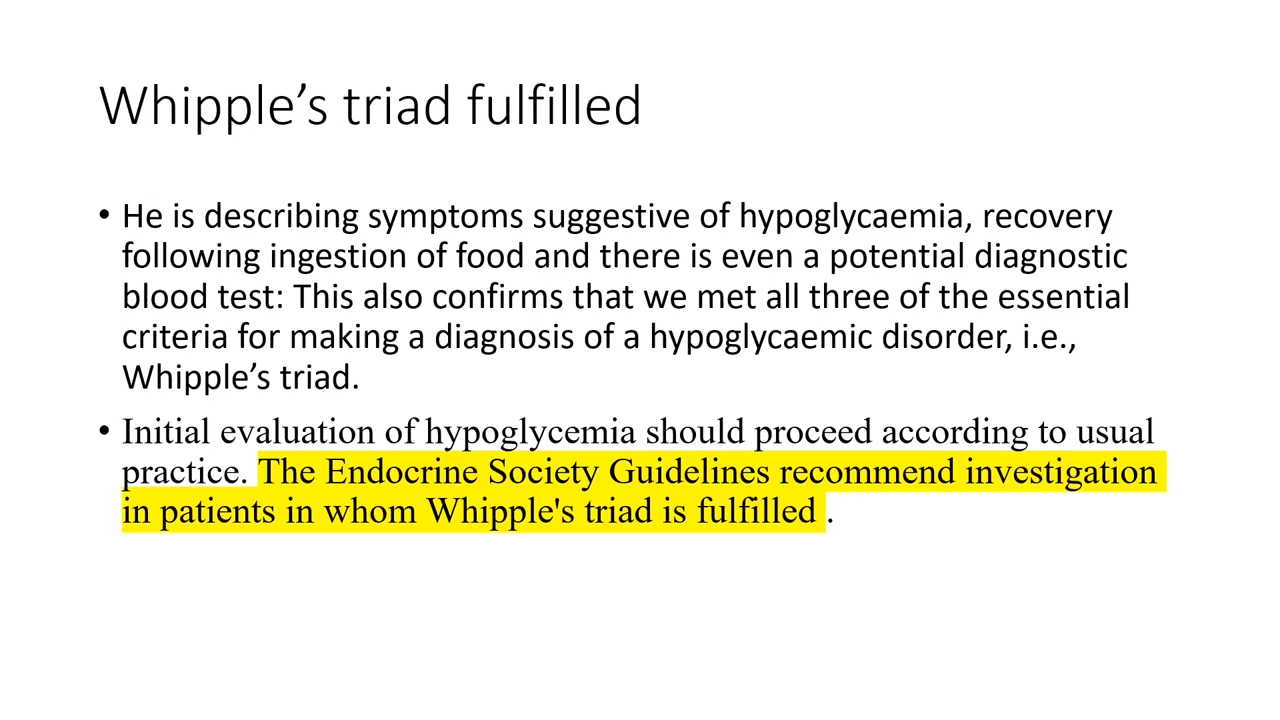 Whipple’s triad fulfilled
• He is describing symptoms suggestive of hypoglycaemia, recovery
following ingestion of food and there is even a potential diagnostic
blood test: This also confirms that we met all three of the essential
criteria for making a diagnosis of a hypoglycaemic disorder, i.e.,
Whipple’s triad.
• Initial evaluation of hypoglycemia should proceed according to usual
practice. The Endocrine Society Guidelines recommend investigation
in patients in whom Whipple's triad is fulfilled .